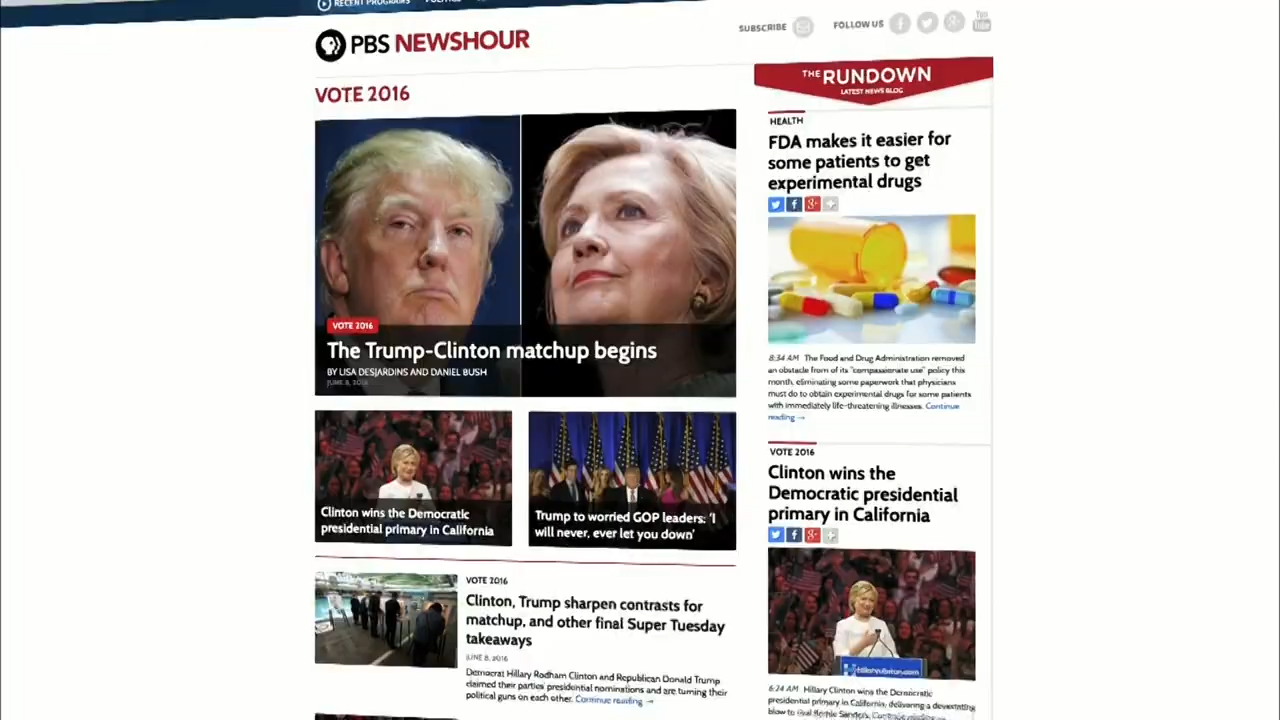 RECENT PROGRAMS
SUBSCRIBE
FOLLOW US
You
Tube
PBS NEWSHOUR
VOTE 2016
VOTE 2016
The Trump-Clinton matchup begins
BY LISA DESJARDINS AND DANIEL BUSH
JUNE 8, 2016
Clinton wins the Democratic
presidential primary in California
Trump to worried GOP leaders: 'I
will never, ever let you down'
VOTE 2016
Clinton, Trump sharpen contrasts for
matchup, and other final Super Tuesday
takeaways
JUNE 8, 2016
Democrat Hillary Rodham Clinton and Republican Donald Trump
claimed their parties' presidential nominations and are turning their
political guns on each other. Continue reading →
THE RUNDOWN
LATEST NEWS BLOG
HEALTH
FDA makes it easier for
some patients to get
experimental drugs
8:34 AM The Food and Drug Administration removed
an obstacle from of its "compassionate use" policy this
month, eliminating some paperwork that physicians
must do to obtain experimental drugs for some patients
with immediately life-threatening illnesses. Continue
reading →
VOTE 2016
Clinton wins the
Democratic presidential
primary in California
hillaryclinton.com
6:24 AM Hillary Clinton wins the Democratic
presidential primary in California, delivering a devastating
blow to rival Bernie Sanders.